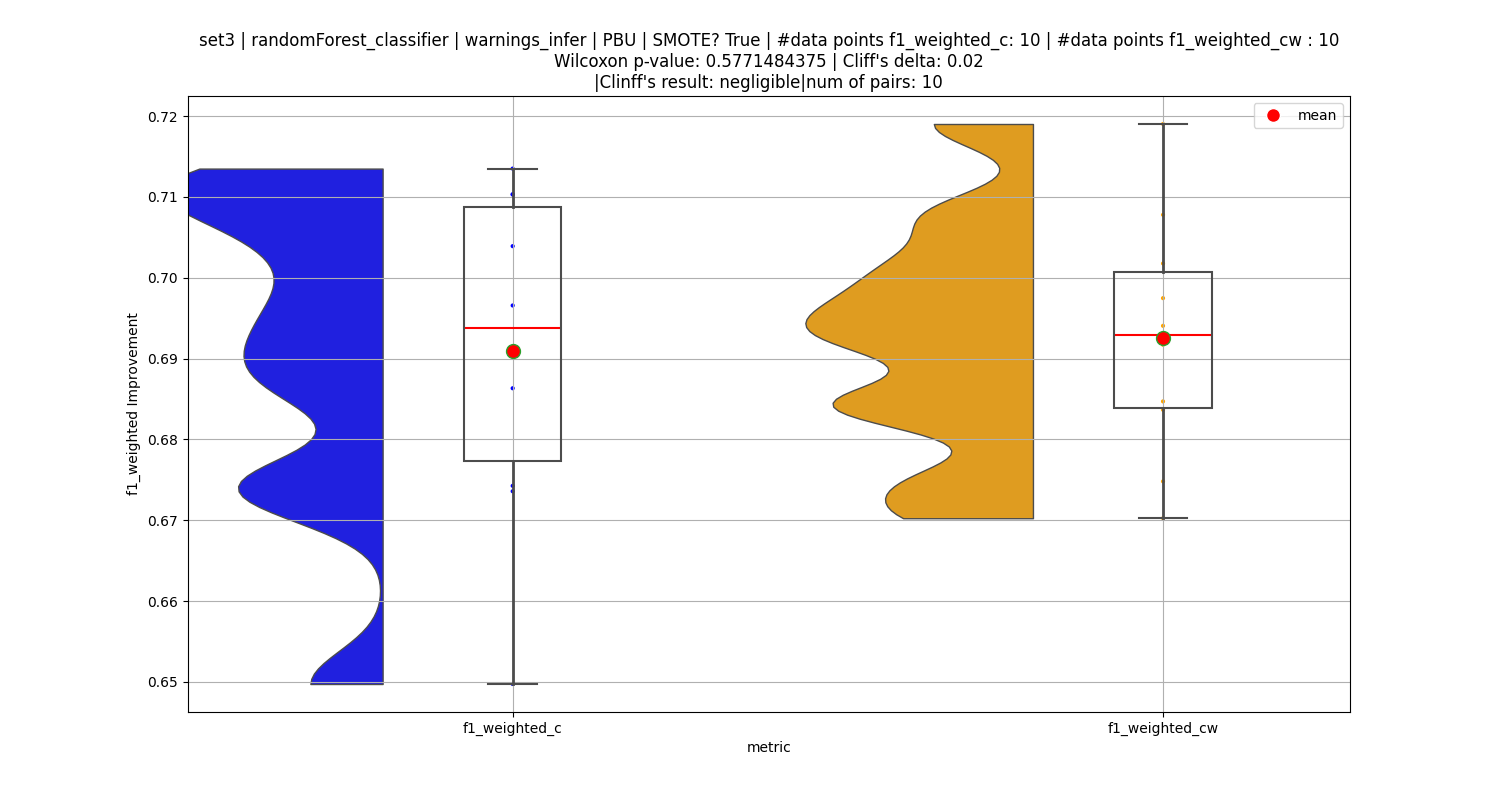 set3 | randomForest_classifier | warnings_infer | PBU | SMOTE? True | #data points f1_weighted_c: 10 | #data points f1_weighted_cw : 10
Wilcoxon p-value: 0.5771484375 | Cliff's delta: 0.02
|Clinff's result: negligible|num of pairs: 10
mean
0.72
0.71
0.70
0.69
0.68
0.67
0.66
0.65
f1_weighted Improvement
f1_weighted_c
f1_weighted_cw
metric